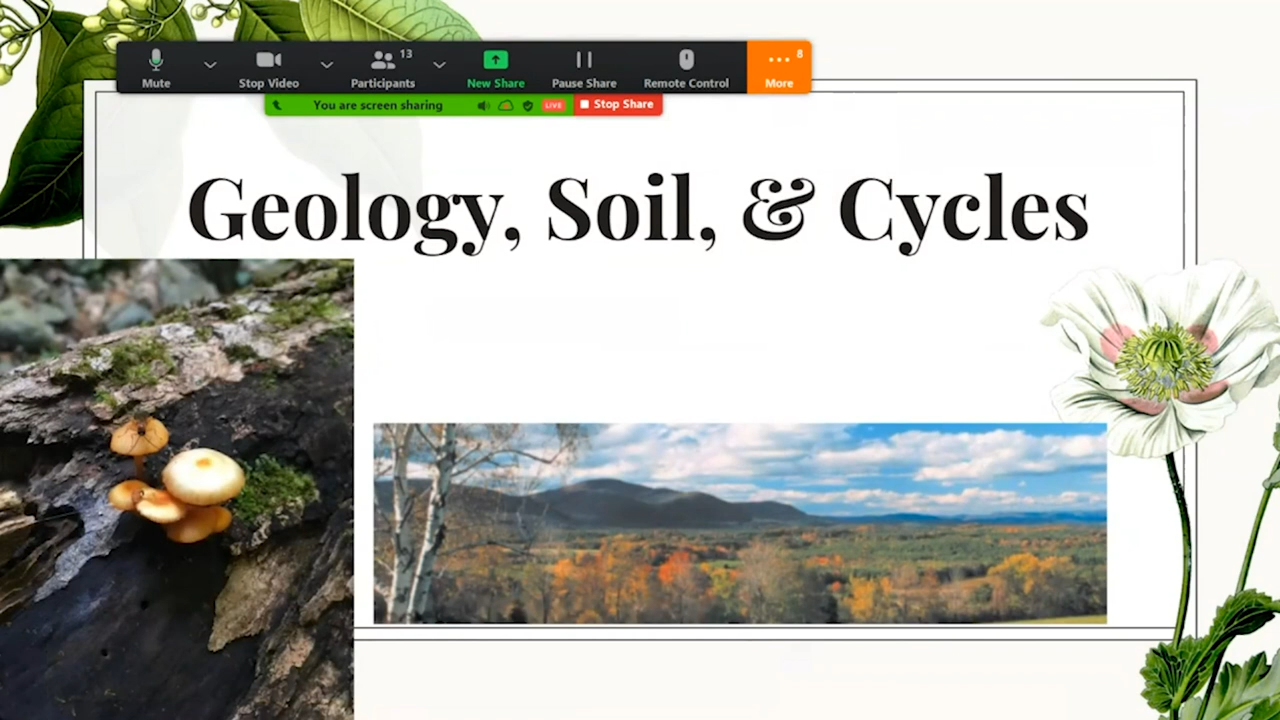 13
8
Mute
Stop Video
Participants
New Share
Pause Share
Remote Control
More
You are screen sharing
LIVE
Stop Share
Geology, Soil, & Cycles